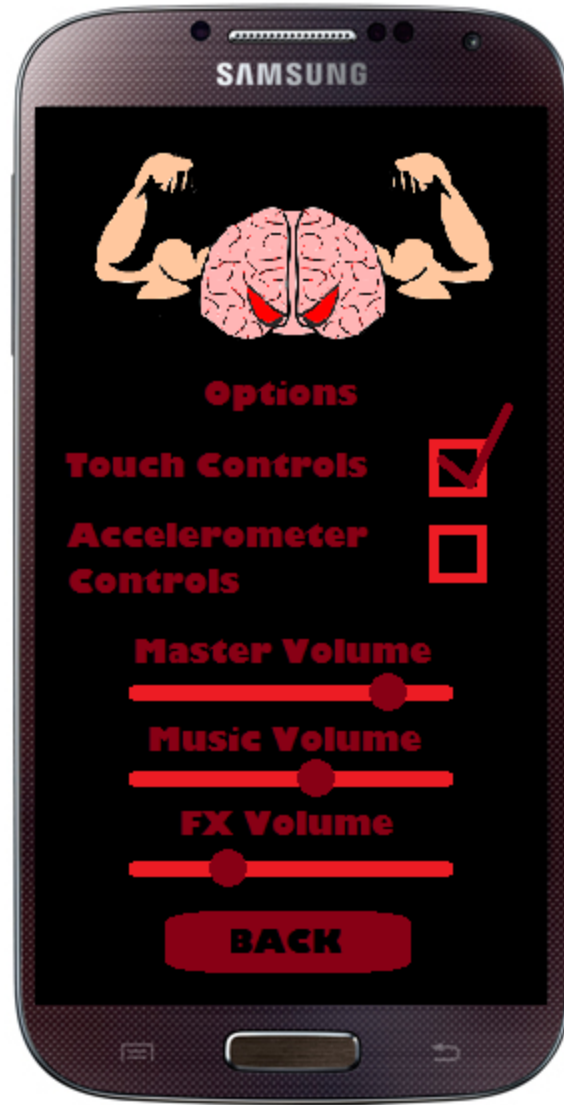 SAMSUNG
Options
Touch Controls
Accelerometer
Controls
Master Volume
Music Volume
FX Volume
BACK